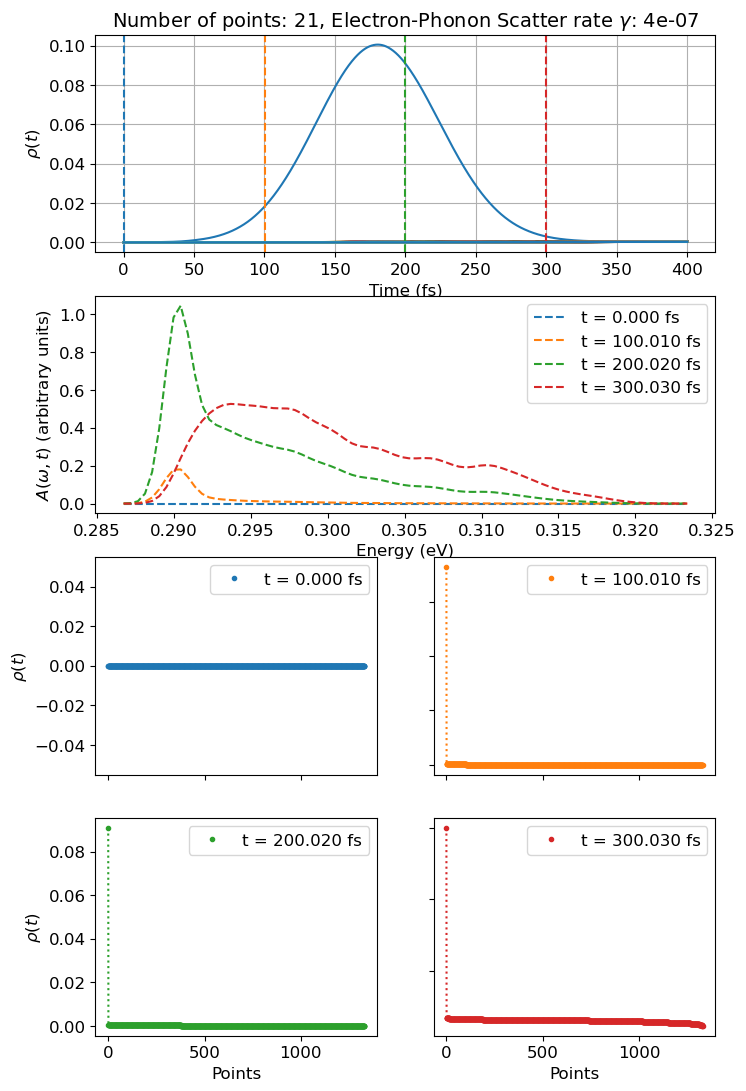 Number of points: 21, Electron-Phonon Scatter rate γ: 4e-07
ρ(t)
0.10
0.08
0.06
0.04
0.02
0.00
0 50 100 150 200 250 300 350 400
Time (fs)
A(ω, t) (arbitrary units)
1.0
0.8
0.6
0.4
0.2
0.0
t = 0.000 fs
t = 100.010 fs
t = 200.020 fs
t = 300.030 fs
0.285 0.290 0.295 0.300 0.305 0.310 0.315 0.320 0.325
Energy (eV)
ρ(t)
0.04
0.02
0.00
−0.02
−0.04
t = 0.000 fs
t = 100.010 fs
ρ(t)
0.08
0.06
0.04
0.02
0.00
t = 200.020 fs
0 500 1000
Points
t = 300.030 fs
0 500 1000
Points